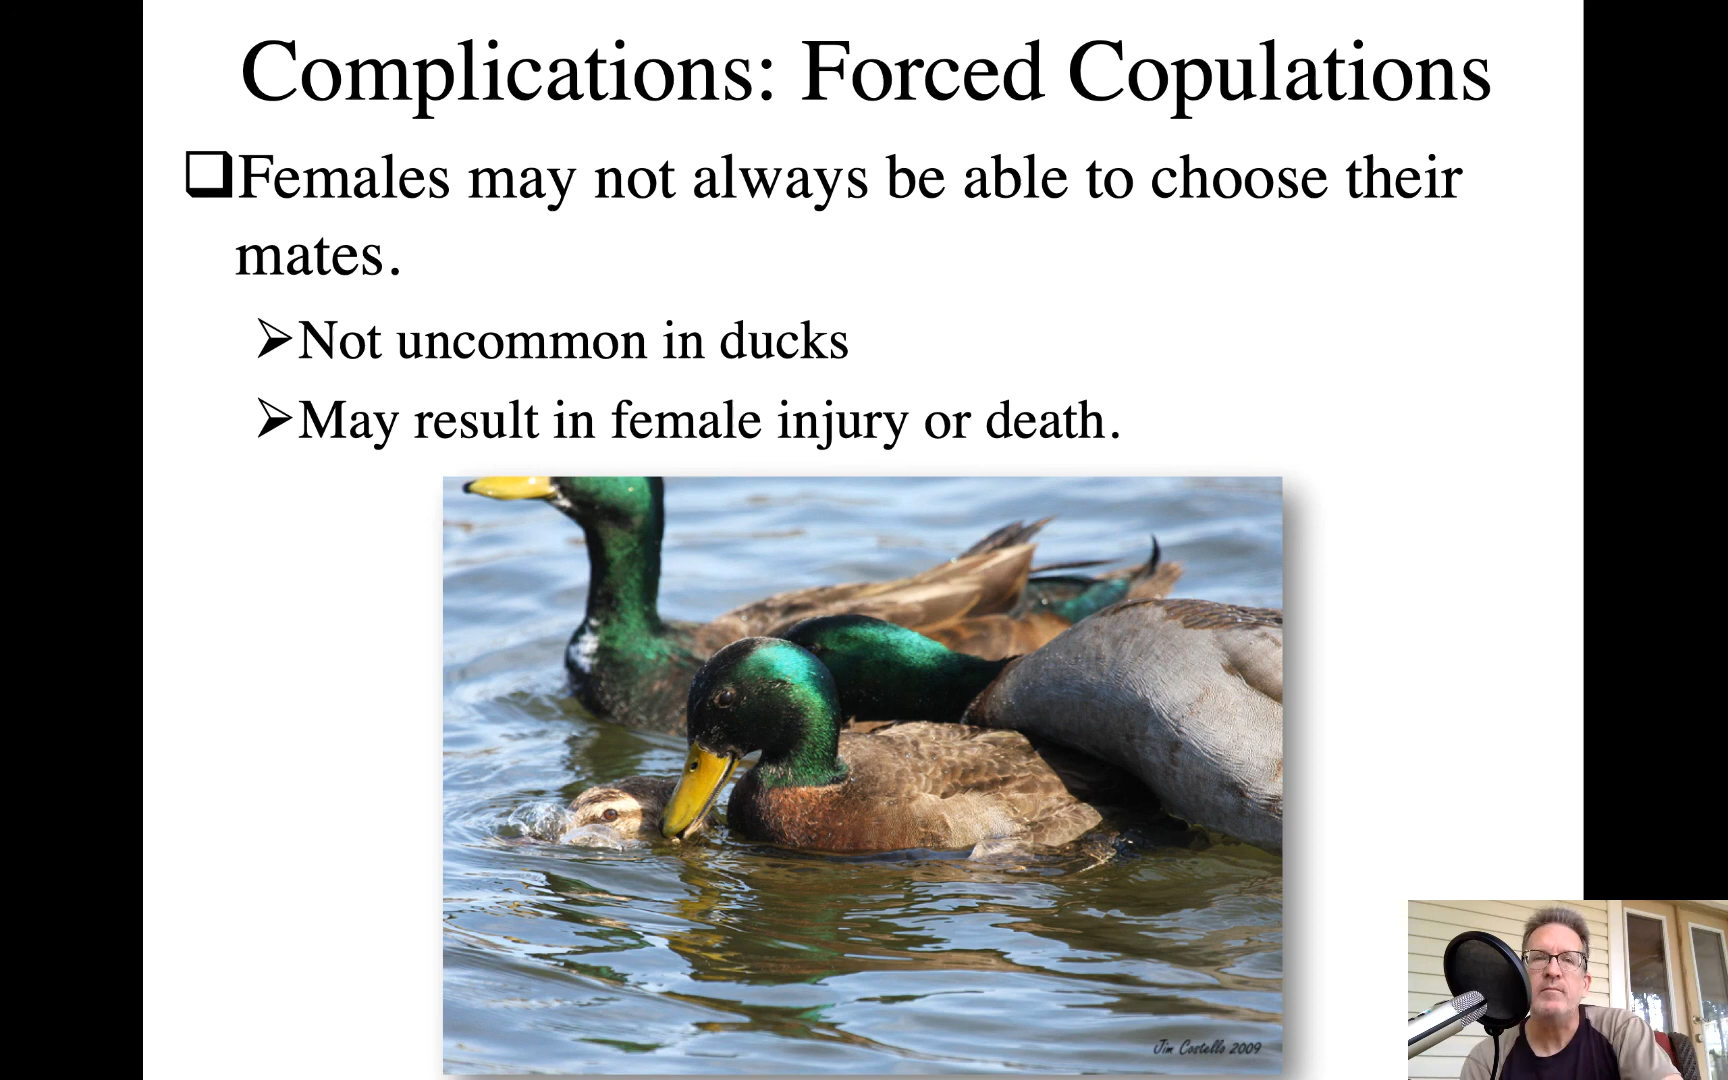 Complications: Forced Copulations
❑Females may not always be able to choose their
mates.
➢Not uncommon in ducks
➢May result in female injury or death.
Jim Costello 2009